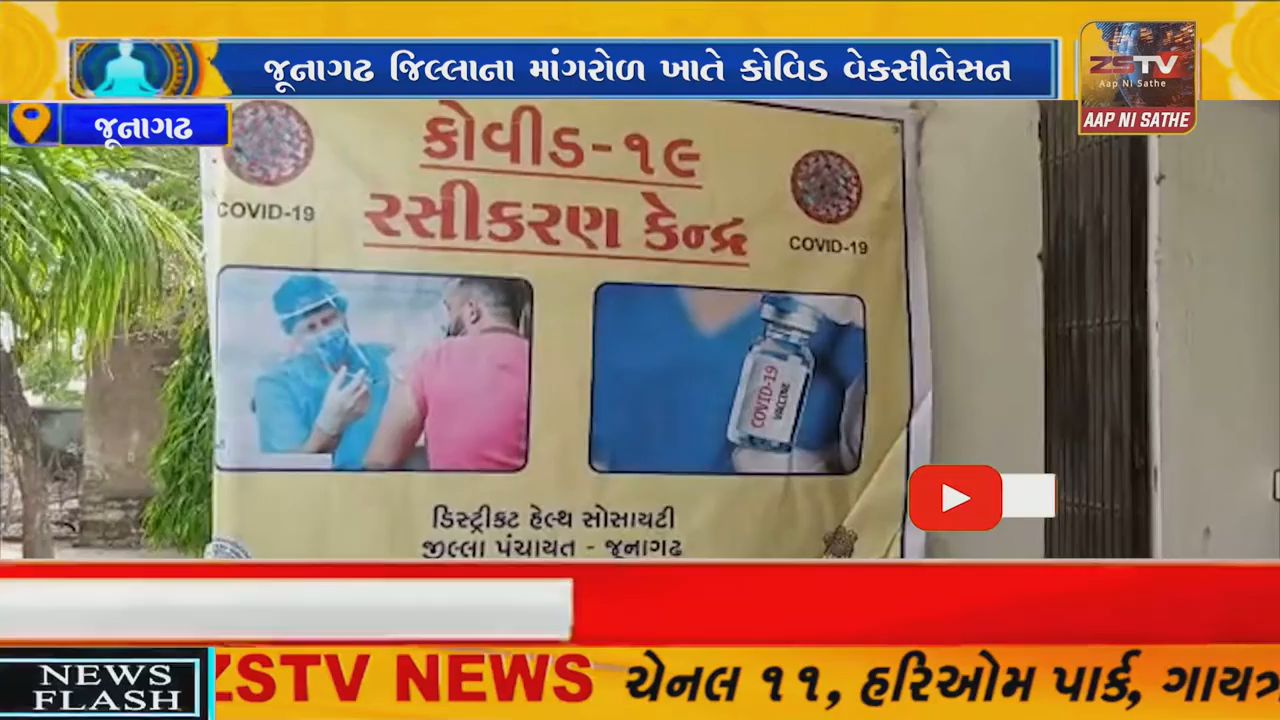 જૂનાગઢ જિલ્લાના માંગરોળ ખાતે કોવિડ વેકસીનેસન
ZSTV
Aap Ni Sathe
AAP NI SATHE
જૂનાગઢ
કોવીડ-૧૯
રસીકરણ કેન્દ્ર
COVID-19
COVID-19
COVID-19
VACCINE
ડિસ્ટ્રીકટ હેલ્થ સોસાયટી
જીલ્લા પંચાયત - જૂનાગઢ
NEWS
FLASH
ZSTV NEWS ચેનલ ૧૧, હરિઓમ પાર્ક,